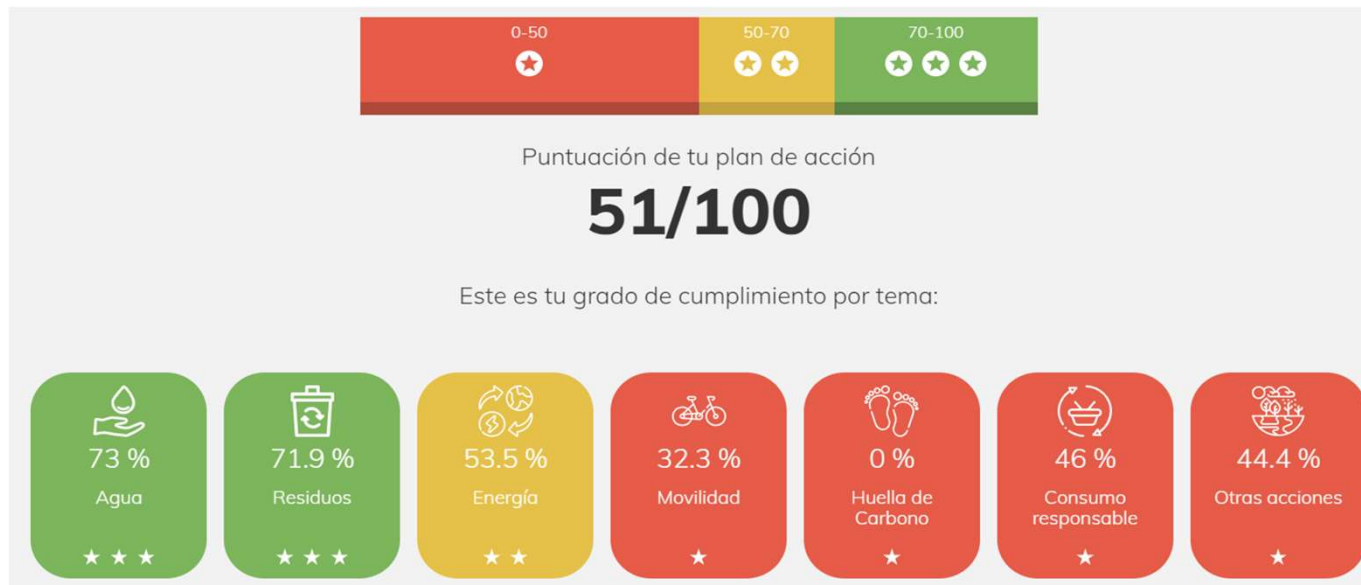 0-50
50-70
70-100
Puntuación de tu plan de acción
51/100
Este es tu grado de cumplimiento por tema:
73 %
Agua
71.9 %
Residuos
53.5 %
Energía
32.3 %
Movilidad
0 %
Huella de
Carbono
46 %
Consumo
responsable
44.4 %
Otras acciones